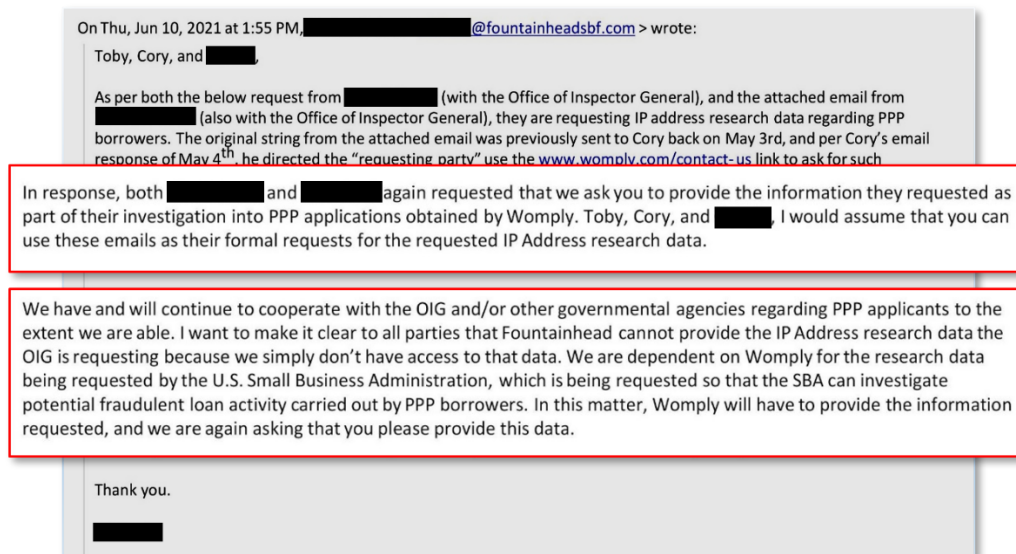 On Thu, Jun 10, 2021 at 1:55 PM, @fountainheadsbf.com > wrote:
Toby, Cory, and ,
As per both the below request from (with the Office of Inspector General), and the attached email from
(also with the Office of Inspector General), they are requesting IP address research data regarding PPP
borrowers. The original string from the attached email was previously sent to Cory back on May 3rd, and per Cory's email
response of May 4th, he directed the "requesting party" use the www.womply.com/contact-us link to ask for such
In response, both and again requested that we ask you to provide the information they requested as
part of their investigation into PPP applications obtained by Womply. Toby, Cory, and , I would assume that you can
use these emails as their formal requests for the requested IP Address research data.
We have and will continue to cooperate with the OIG and/or other governmental agencies regarding PPP applicants to the
extent we are able. I want to make it clear to all parties that Fountainhead cannot provide the IP Address research data the
OIG is requesting because we simply don't have access to that data. We are dependent on Womply for the research data
being requested by the U.S. Small Business Administration, which is being requested so that the SBA can investigate
potential fraudulent loan activity carried out by PPP borrowers. In this matter, Womply will have to provide the information
requested, and we are again asking that you please provide this data.
Thank you.